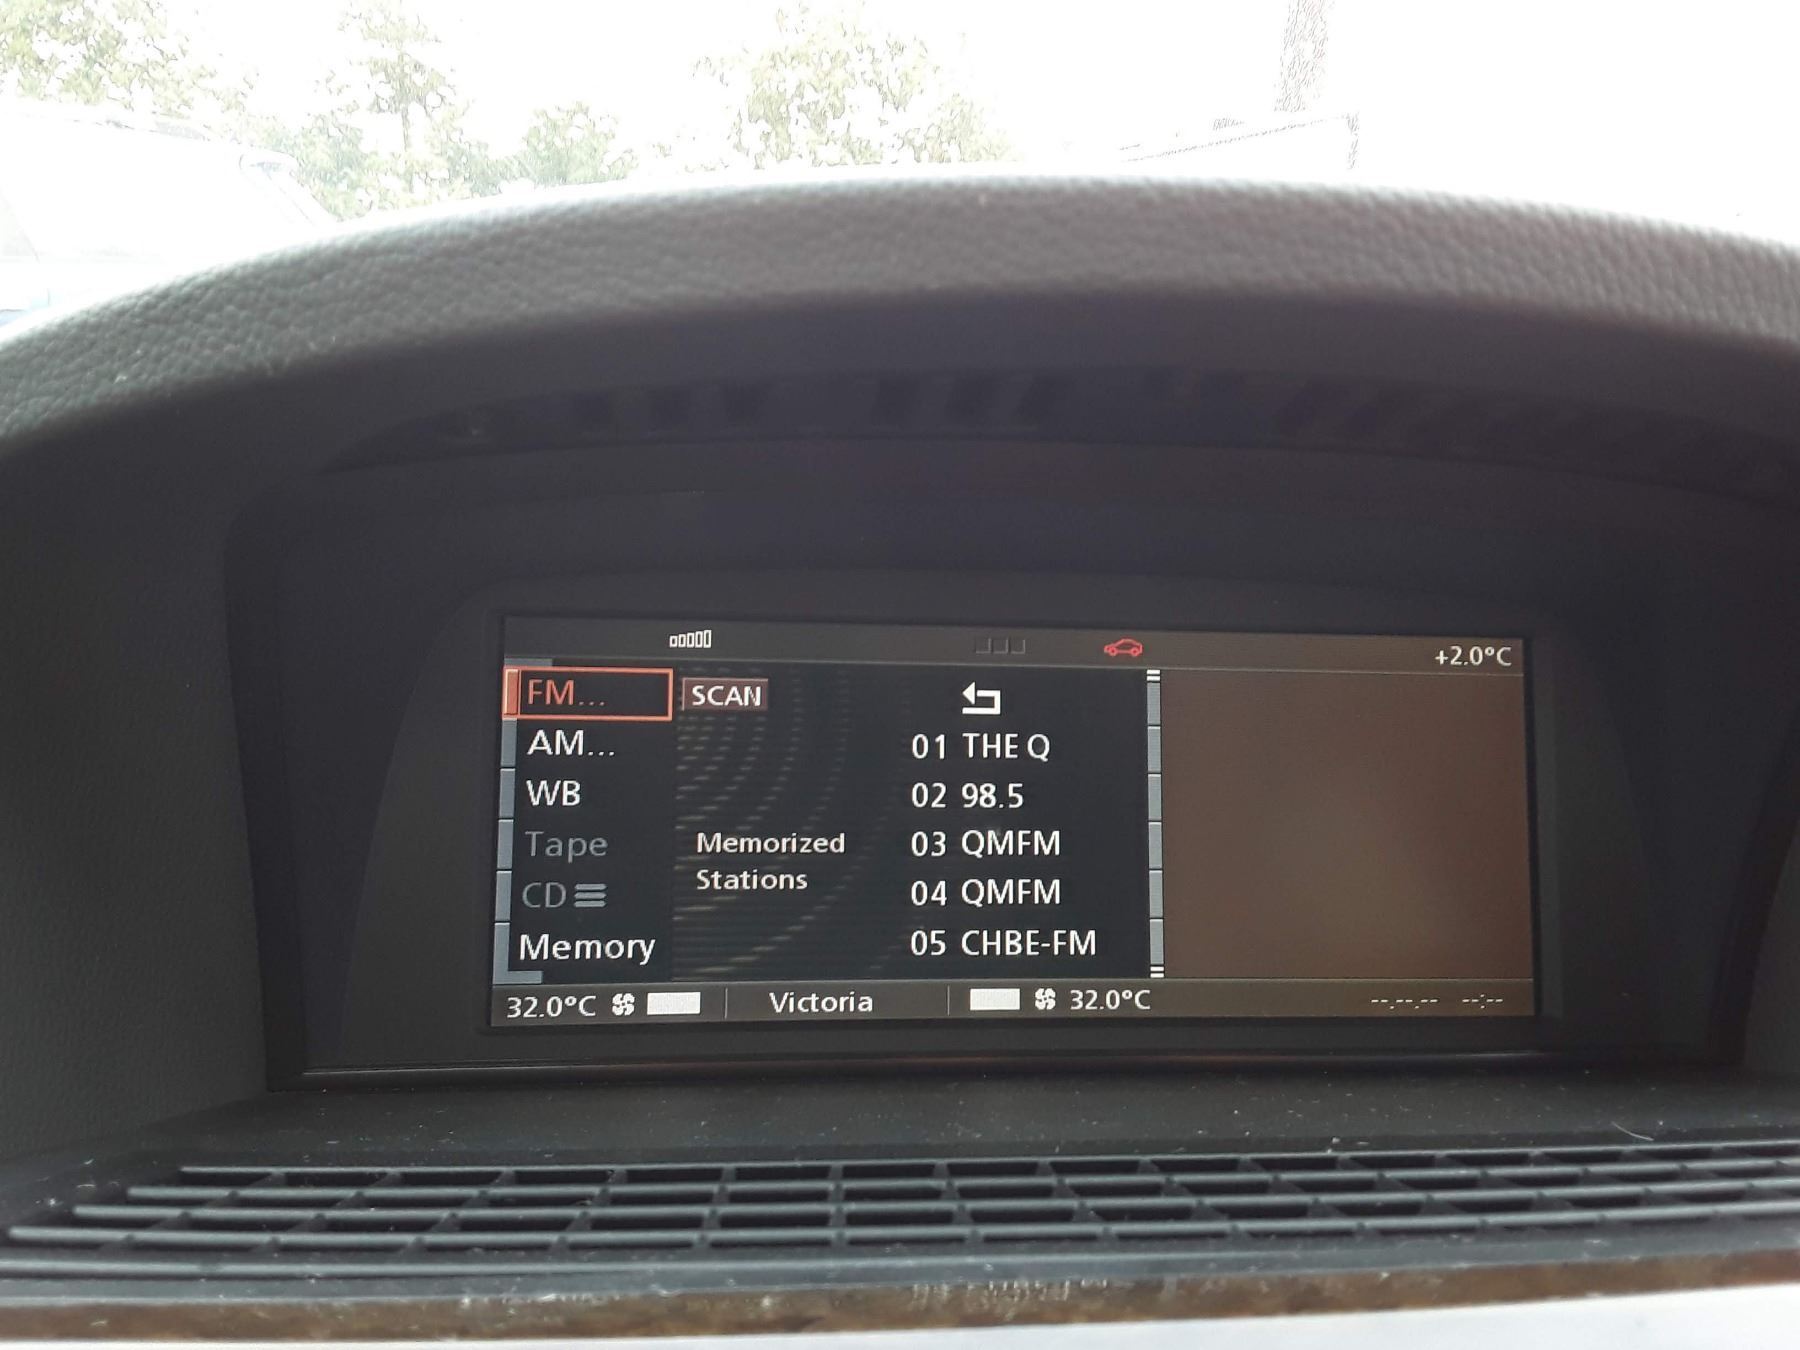 +2.0°C
FM...
SCAN
AM...
01 THE Q
WB
02 98.5
Tape
Memorized
Stations
03 QMFM
CD
04 QMFM
Memory
05 CHBE-FM
32.0°C
Victoria
32.0°C
--.--.-- --:--